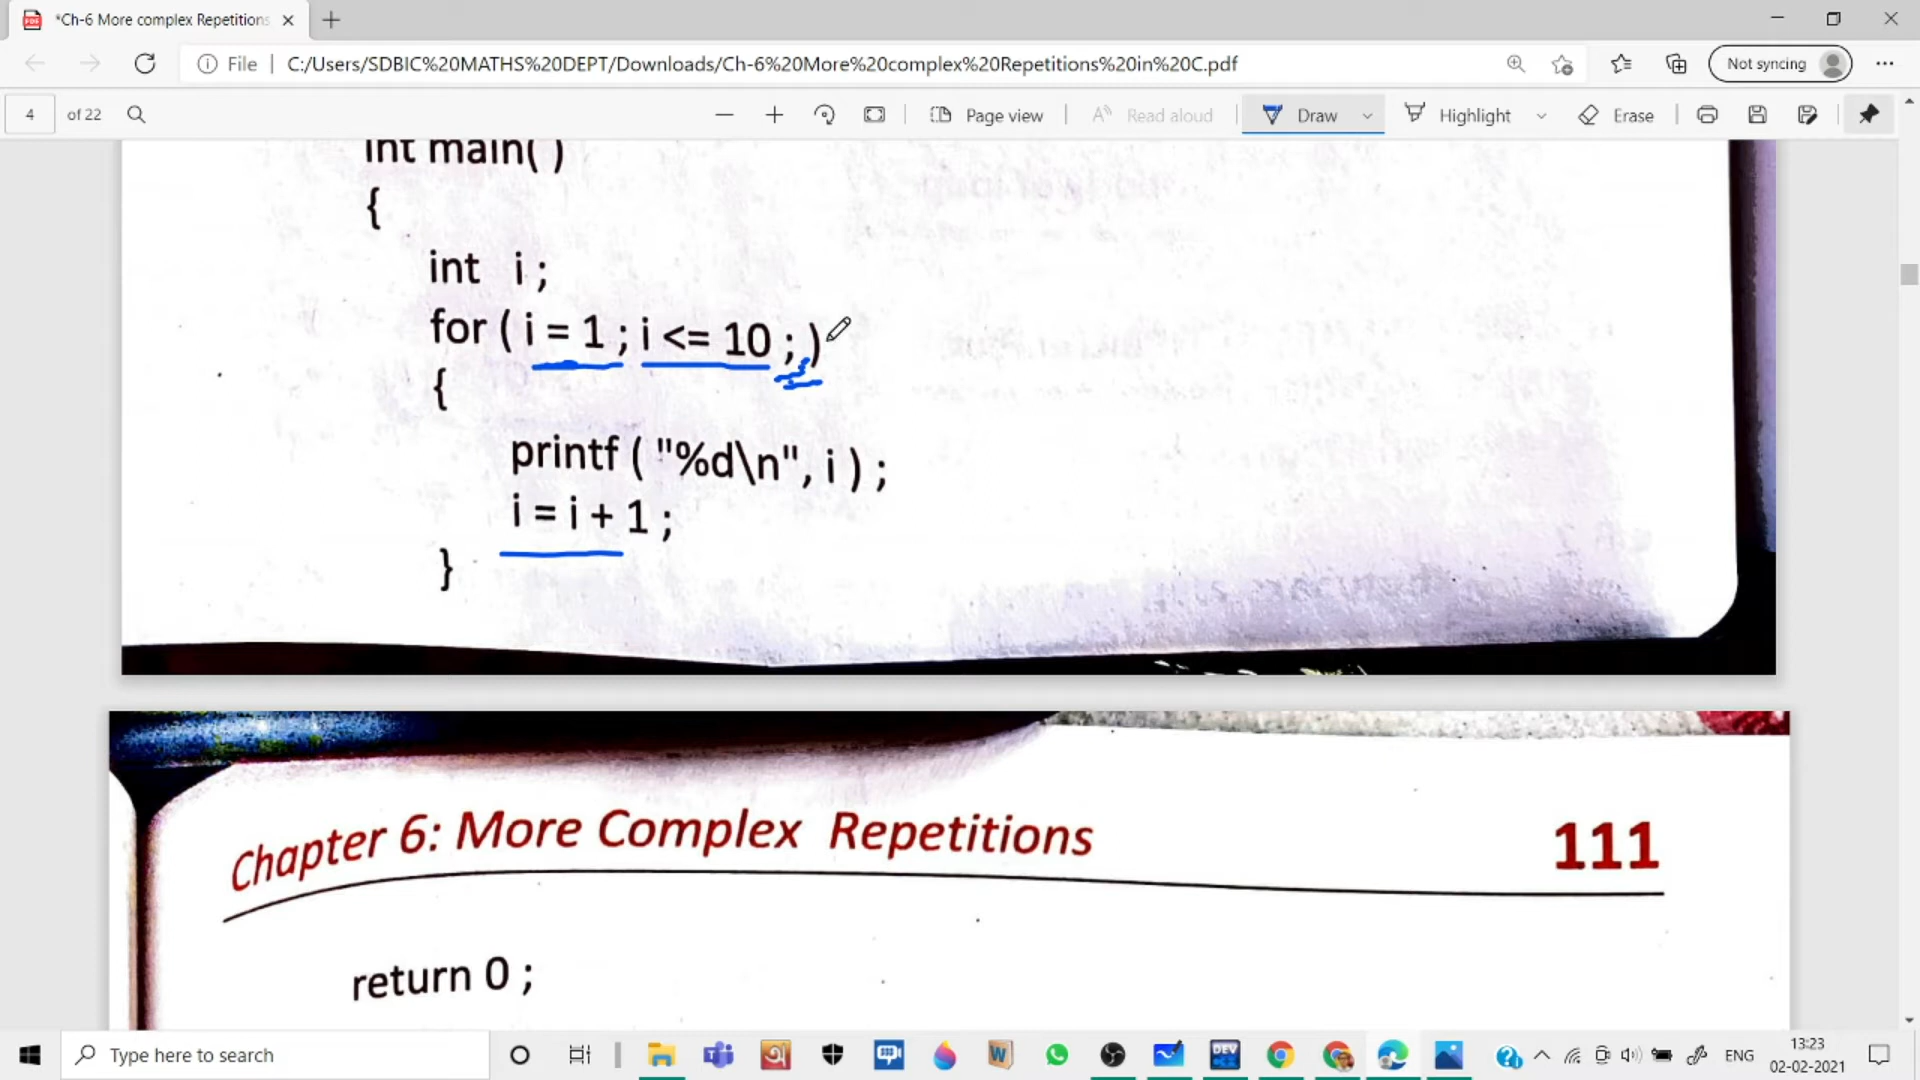 *Ch-6 More complex Repetitions
File
C:/Users/SDBIC%20MATHS%20DEPT/Downloads/Ch-6%20More%20complex%20Repetitions%20in%20C.pdf
Not syncing
4 of 22
Page view
Read aloud
Draw
Highlight
Erase
int main( )
{
int i ;
for ( i = 1 ; i <= 10 ; )
{
printf ( "%d\n", i ) ;
i = i + 1 ;
}
Chapter 6: More Complex Repetitions 111
return 0 ;
Type here to search
DEV
W
ENG
13:23
02-02-2021